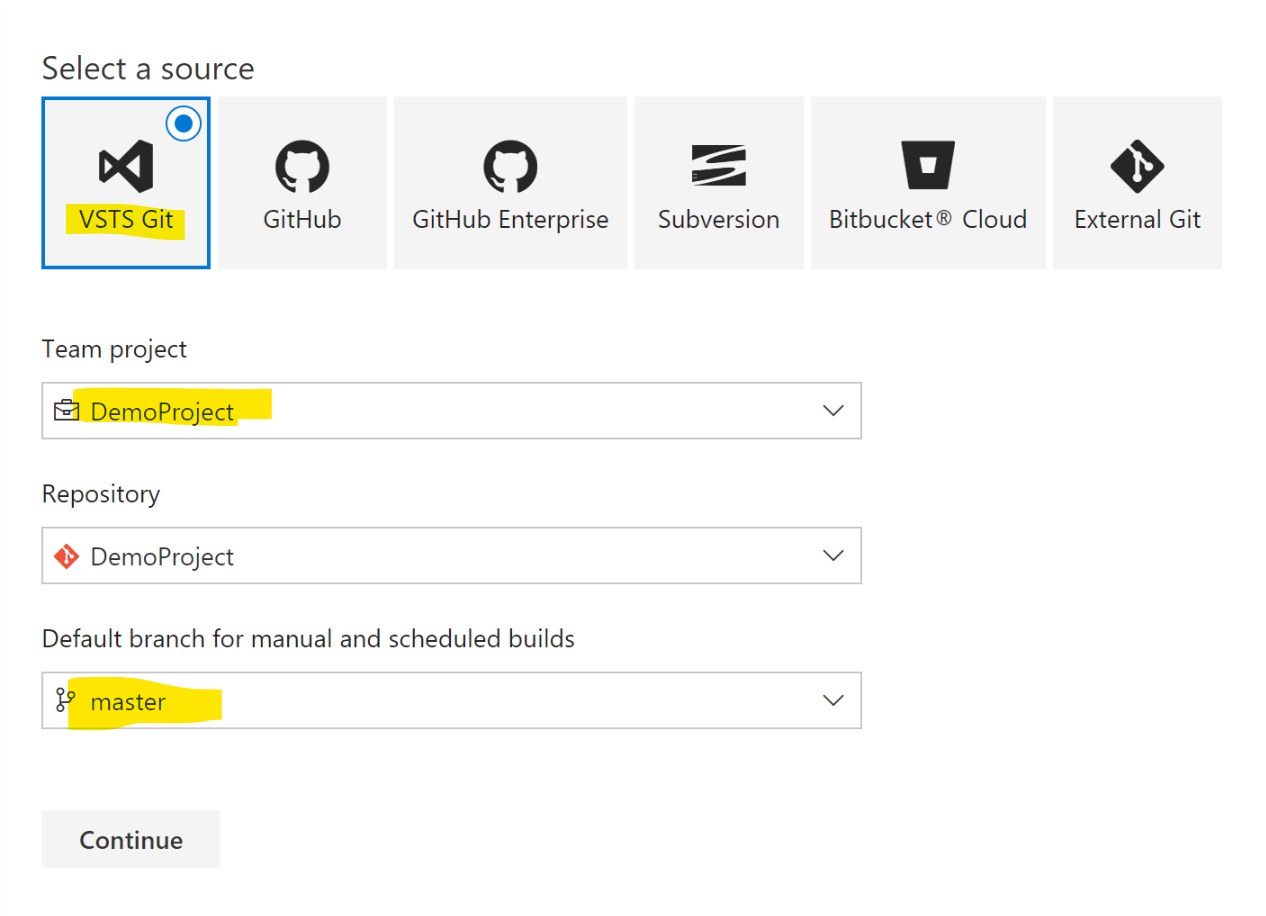 Select a source
VSTS Git
GitHub
GitHub Enterprise
Subversion
Bitbucket® Cloud
External Git
Team project
DemoProject
Repository
DemoProject
Default branch for manual and scheduled builds
master
Continue